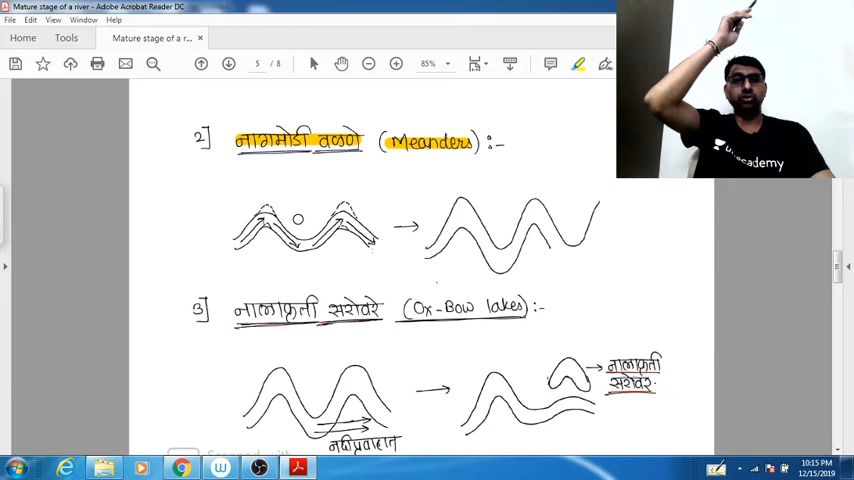 Mature stage of a river - Adobe Acrobat Reader DC
File Edit View Window Help
Home Tools Mature stage of a r... ×
5 / 8 85%
unacademy
2] नागमोडी वळणे (Meanders) :-
3] नालाकृती सरोवरे (Ox-Bow lakes) :-
नालाकृती
सरोवरे.
नदीप्रवाहात
10:15 PM
12/15/2019